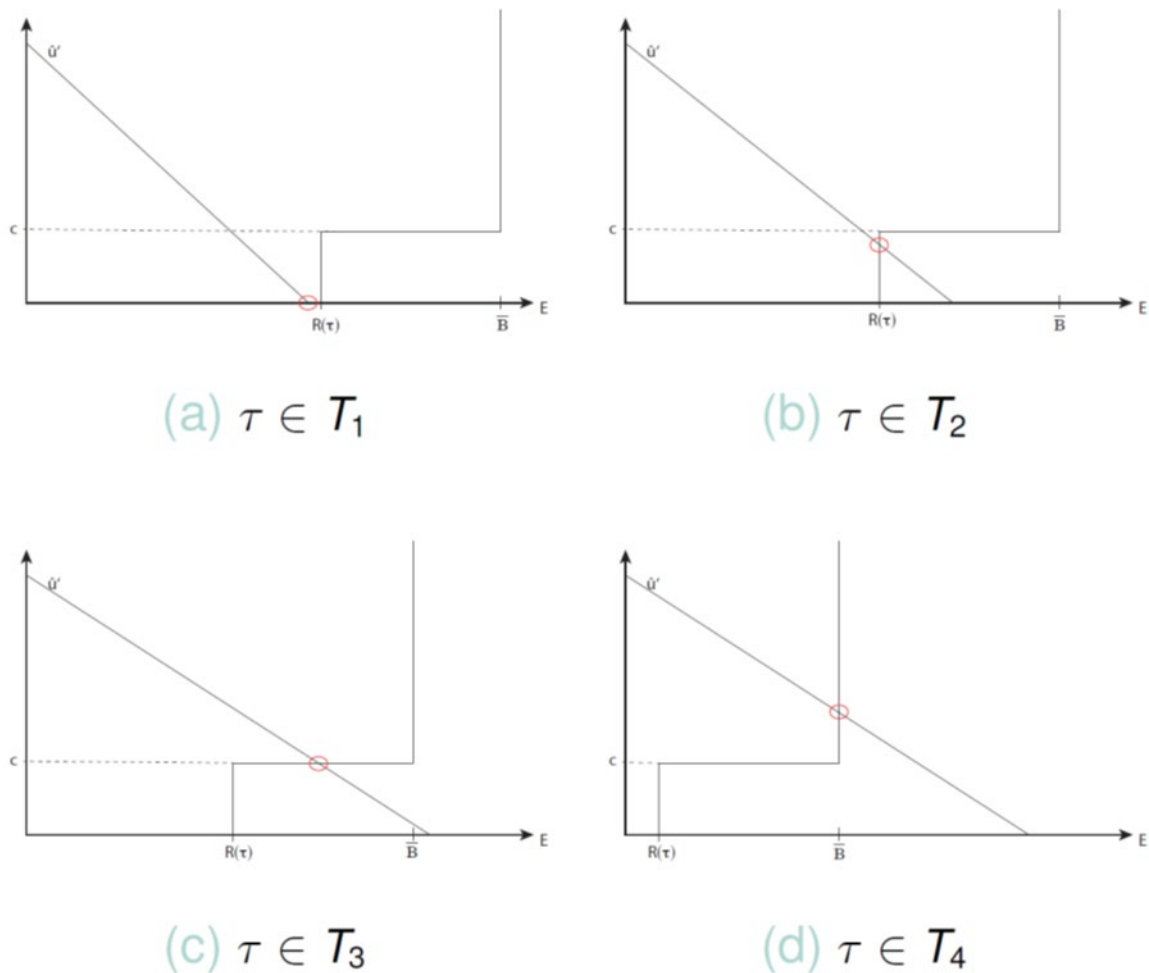 û'
c
R(τ)
B̅
E
(a) τ ∈ T₁
û'
c
R(τ)
B̅
E
(b) τ ∈ T₂
û'
c
R(τ)
B̅
E
(c) τ ∈ T₃
û'
c
R(τ)
B̅
E
(d) τ ∈ T₄